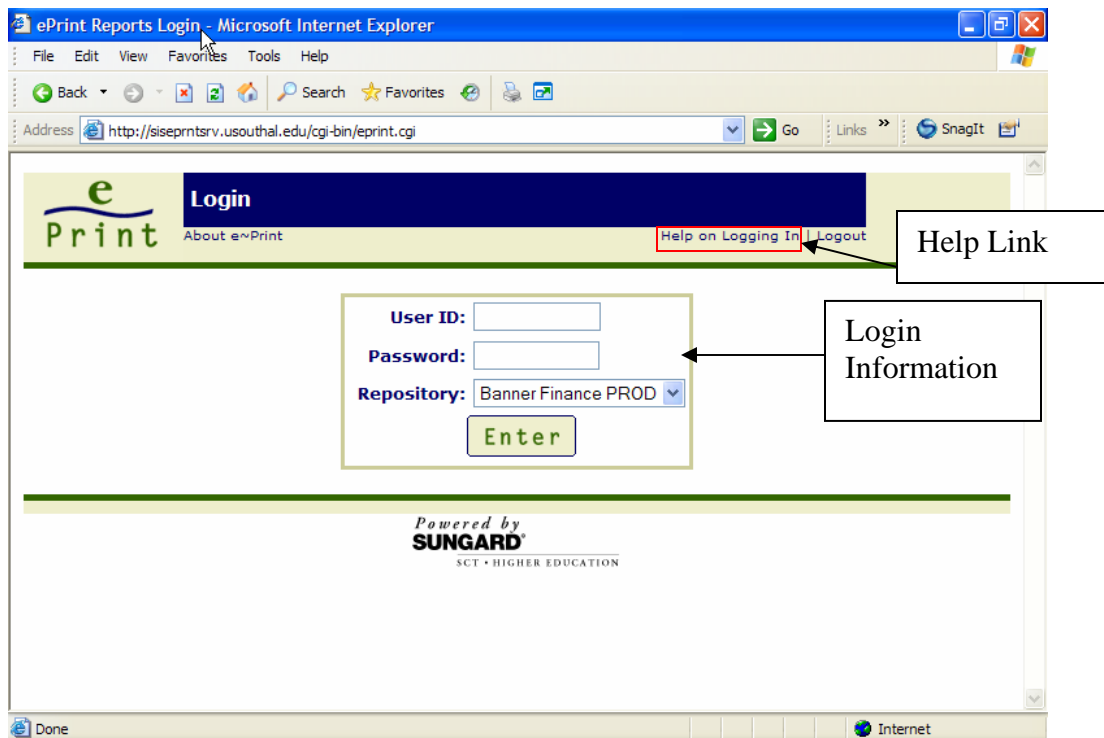 ePrint Reports Login - Microsoft Internet Explorer
File Edit View Favorites Tools Help
Back Search Favorites
Address http://siseprntsrv.usouthal.edu/cgi-bin/eprint.cgi Go Links » SnagIt
e
Print
Login
About e~Print Help on Logging In | Logout
Help Link
User ID:
Password:
Repository: Banner Finance PROD
Enter
Login
Information
Powered by
SUNGARD®
SCT • HIGHER EDUCATION
Done Internet